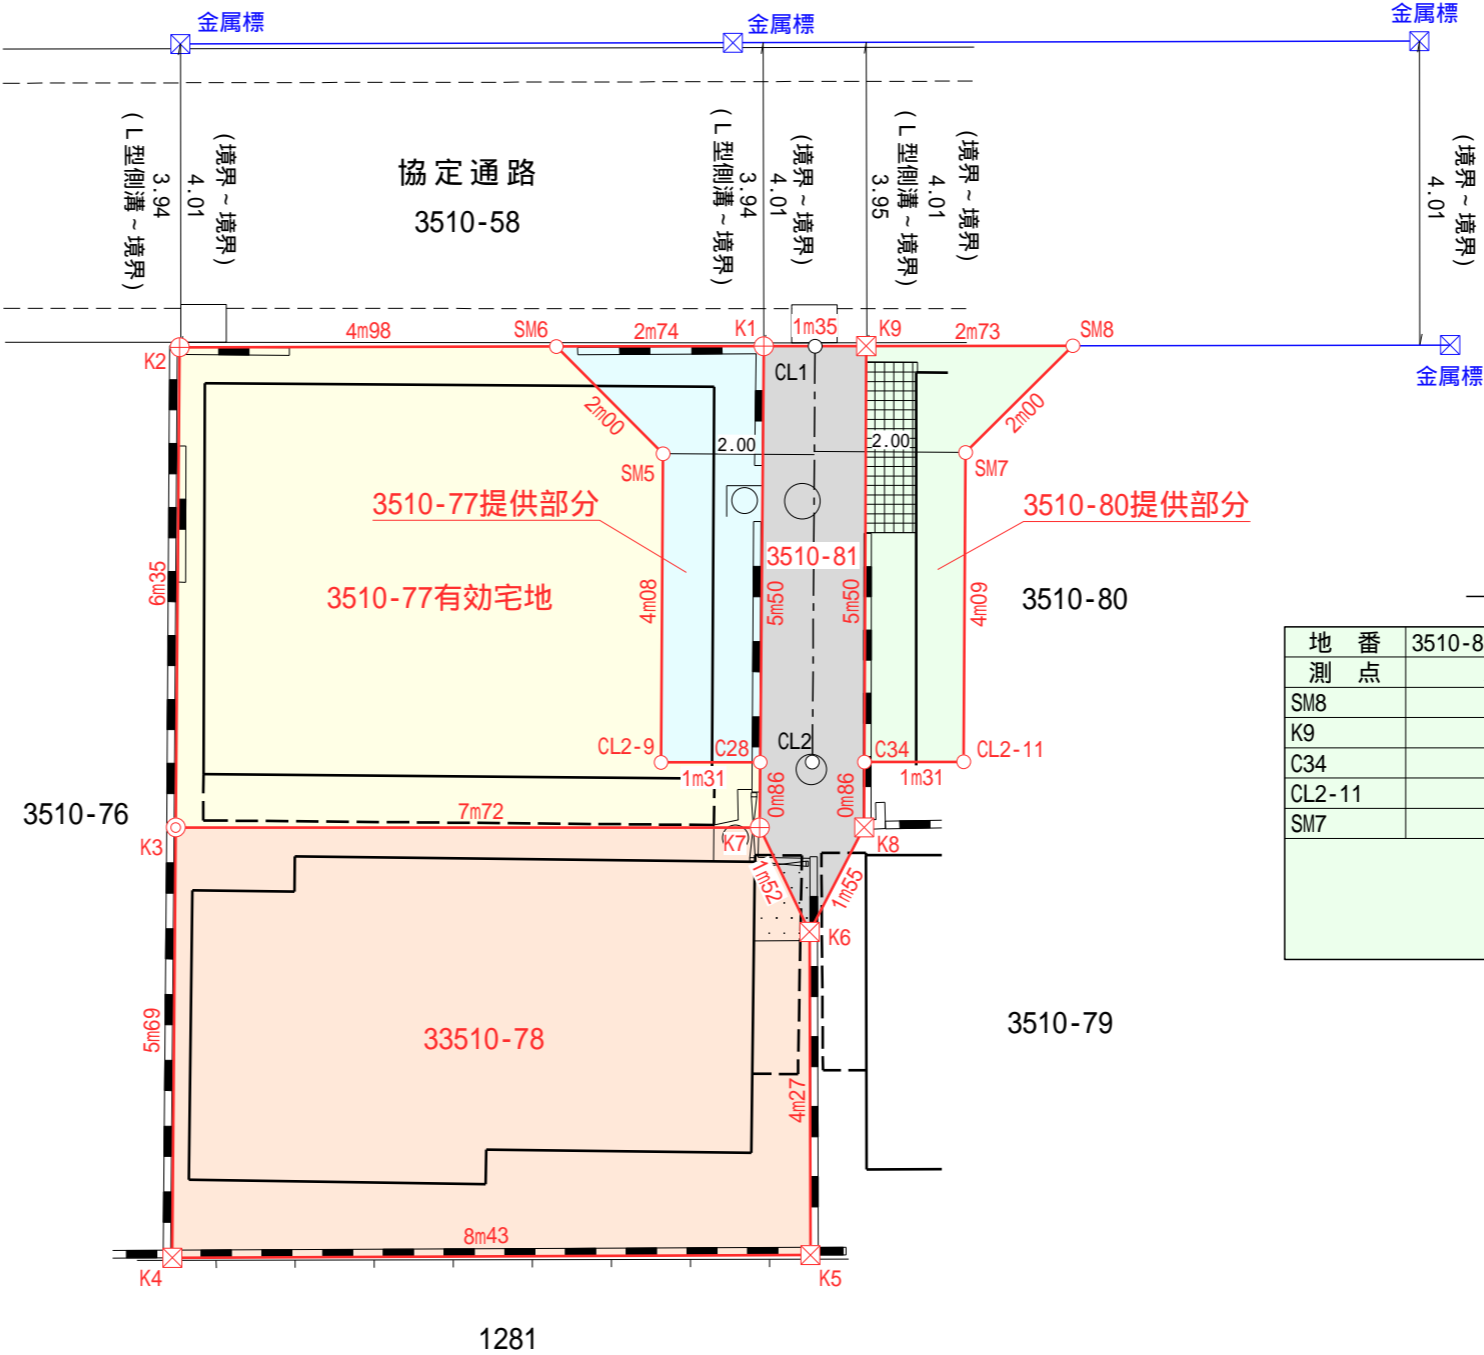 金属標
金属標
金属標
(L型側溝~境界)
3.94
4.01
(境界~境界)
協定通路
3510-58
(L型側溝~境界)
3.94
4.01
(境界~境界)
3.95
(L型側溝~境界)
4.01
(境界~境界)
4.01
(境界~境界)
K2
4m98
SM6
2m74
K1
1m35
K9
2m73
SM8
金属標
CL1
2m00
2.00
2.00
2m00
SM5
SM7
3510-77提供部分
3510-80提供部分
3510-81
6m35
3510-77有効宅地
4m08
5m50
5m50
4m09
3510-80
地 番 3510-8
測 点
SM8
K9
C34
CL2-11
SM7
CL2-9
C28
CL2
C34
CL2-11
1m31
0m86
0m86
1m31
3510-76
7m72
K3
K7
K8
1m52
1m55
K6
5m69
33510-78
3510-79
4m27
8m43
K4
K5
1281